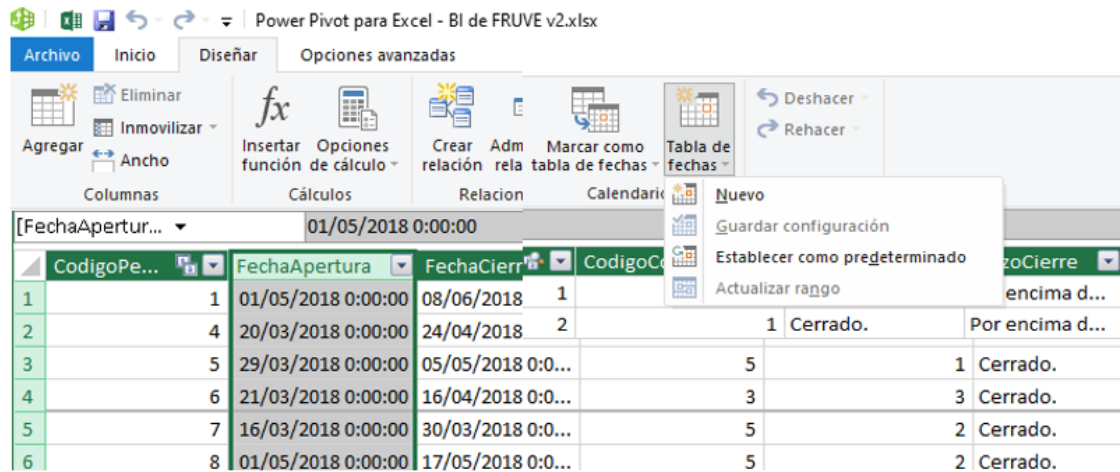 Power Pivot para Excel - BI de FRUVE v2.xlsx
Archivo Inicio Diseñar Opciones avanzadas
Agregar
Eliminar
Inmovilizar
Ancho
Columnas
Insertar función
Opciones de cálculo
Cálculos
Crear relación
Adm rela
Relacion
Marcar como tabla de fechas
Tabla de fechas
Calendaric
Deshacer
Rehacer
Nuevo
Guardar configuración
Establecer como predeterminado
Actualizar rango
[FechaApertur... 01/05/2018 0:00:00
CodigoPe... FechaApertura FechaCierr CodigoCo zoCierre
1 1 01/05/2018 0:00:00 08/06/2018 1 encima d...
2 4 20/03/2018 0:00:00 24/04/2018 2 1 Cerrado. Por encima d...
3 5 29/03/2018 0:00:00 05/05/2018 0:0... 5 1 Cerrado.
4 6 21/03/2018 0:00:00 16/04/2018 0:0... 3 3 Cerrado.
5 7 16/03/2018 0:00:00 30/03/2018 0:0... 5 2 Cerrado.
6 8 01/05/2018 0:00:00 17/05/2018 0:0... 5 2 Cerrado.